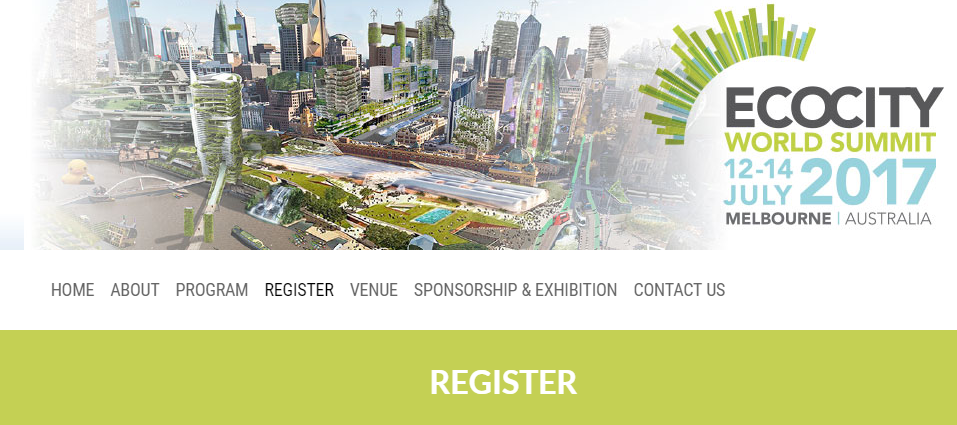 ECOCITY
WORLD SUMMIT
12-14
JULY 2017
MELBOURNE | AUSTRALIA
HOME ABOUT PROGRAM REGISTER VENUE SPONSORSHIP & EXHIBITION CONTACT US
REGISTER